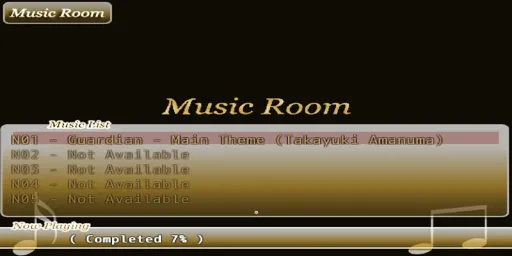 Music Room
Music Room
Music List
N01 - Guardian - Main Theme (Takayuki Amanuma)
N02 - Not Available
N03 - Not Available
N04 - Not Available
N05 - Not Available
Now Playing
( Completed 7% )